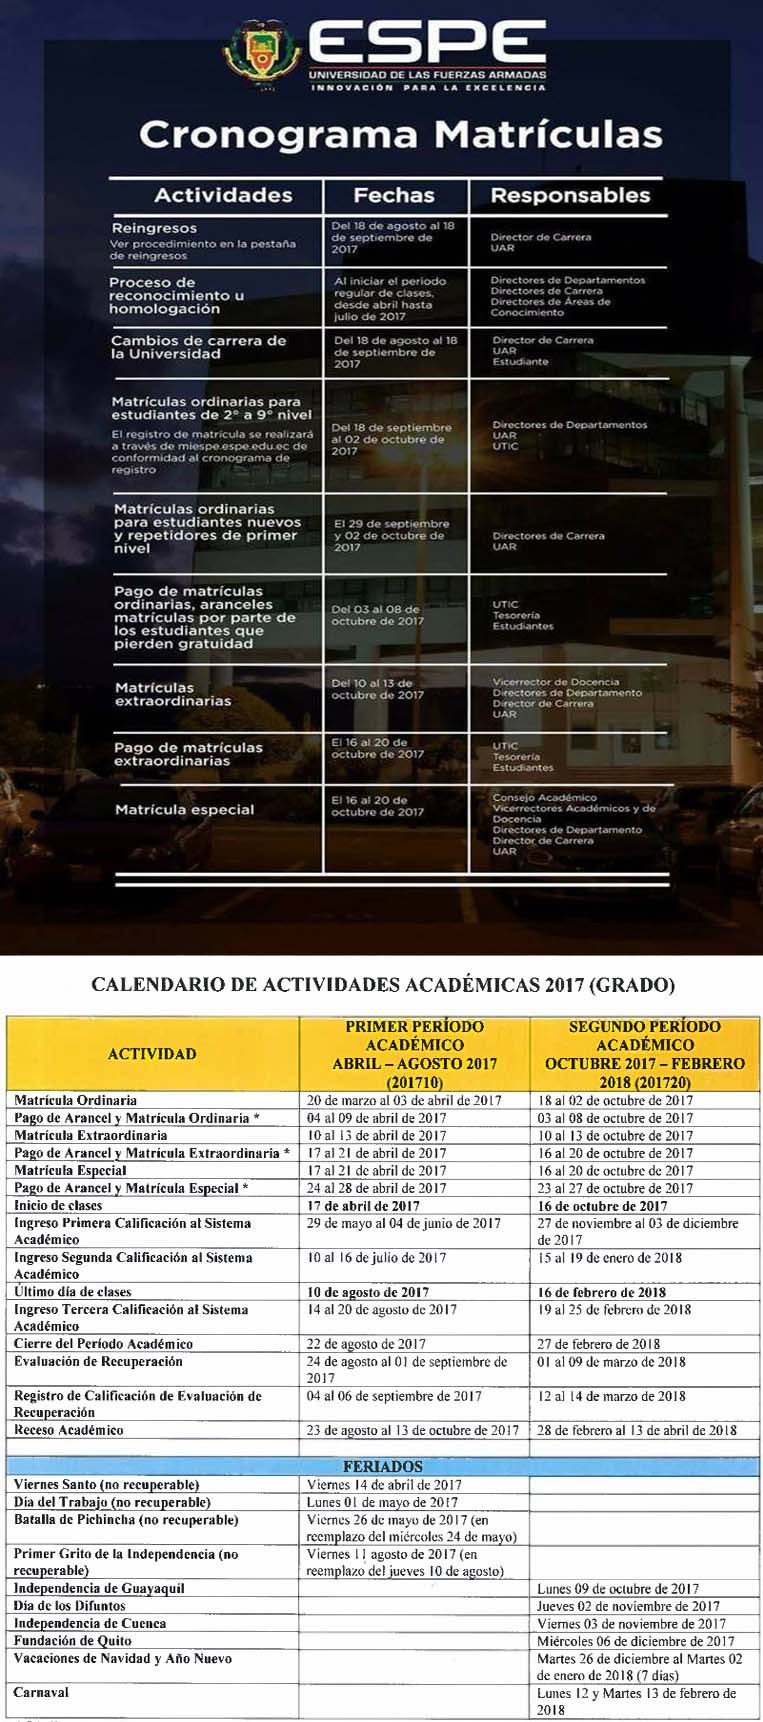 ESPE
UNIVERSIDAD DE LAS FUERZAS ARMADAS
INNOVACIÓN PARA LA EXCELENCIA
Cronograma Matrículas
Actividades Fechas Responsables
Reingresos
Ver procedimiento en la pestaña
de reingresos
Del 18 de agosto al 18
de septiembre de
2017
Director de Carrera
UAR
Proceso de
reconocimiento u
homologación
Al iniciar el periodo
regular de clases,
desde abril hasta
julio de 2017
Directores de Departamentos
Directores de Carrera
Directores de Áreas de
Conocimiento
Cambios de carrera de
la Universidad
Del 18 de agosto al 18
de septiembre de
2017
Director de Carrera
UAR
Estudiante
Matrículas ordinarias para
estudiantes de 2° a 9° nivel
El registro de matrícula se realizará
a través de miespe.espe.edu.ec de
conformidad al cronograma de
registro
Del 18 de septiembre
al 02 de octubre de
2017
Directores de Departamentos
UAR
UTIC
Matrículas ordinarias
para estudiantes nuevos
y repetidores de primer
nivel
El 29 de septiembre
y 02 de octubre de
2017
Directores de Carrera
UAR
Pago de matrículas
ordinarias, aranceles
matrículas por parte de
los estudiantes que
pierden gratuidad
Del 03 al 08 de
octubre de 2017
UTIC
Tesorería
Estudiantes
Matrículas
extraordinarias
Del 10 al 13 de
octubre de 2017
Vicerrector de Docencia
Directores de Departamento
Director de Carrera
UAR
Pago de matrículas
extraordinarias
El 16 al 20 de
octubre de 2017
UTIC
Tesorería
Estudiantes
Matrícula especial
El 16 al 20 de
octubre de 2017
Consejo Académico
Vicerrectores Académicos y de
Docencia
Directores de Departamento
Director de Carrera
UAR
CALENDARIO DE ACTIVIDADES ACADÉMICAS 2017 (GRADO)
ACTIVIDAD
PRIMER PERÍODO
ACADÉMICO
ABRIL – AGOSTO 2017
(201710)
SEGUNDO PERÍODO
ACADÉMICO
OCTUBRE 2017 – FEBRERO
2018 (201720)
Matrícula Ordinaria 20 de marzo al 03 de abril de 2017 18 al 02 de octubre de 2017
Pago de Arancel y Matrícula Ordinaria * 04 al 09 de abril de 2017 03 al 08 de octubre de 2017
Matrícula Extraordinaria 10 al 13 de abril de 2017 10 al 13 de octubre de 2017
Pago de Arancel y Matrícula Extraordinaria * 17 al 21 de abril de 2017 16 al 20 de octubre de 2017
Matrícula Especial 17 al 21 de abril de 2017 16 al 20 de octubre de 2017
Pago de Arancel y Matrícula Especial * 24 al 28 de abril de 2017 23 al 27 de octubre de 2017
Inicio de clases 17 de abril de 2017 16 de octubre de 2017
Ingreso Primera Calificación al Sistema
Académico
29 de mayo al 04 de junio de 2017
27 de noviembre al 03 de diciembre
de 2017
Ingreso Segunda Calificación al Sistema
Académico
10 al 16 de julio de 2017
15 al 19 de enero de 2018
Último día de clases 10 de agosto de 2017 16 de febrero de 2018
Ingreso Tercera Calificación al Sistema
Académico
14 al 20 de agosto de 2017
19 al 25 de febrero de 2018
Cierre del Período Académico 22 de agosto de 2017 27 de febrero de 2018
Evaluación de Recuperación
24 de agosto al 01 de septiembre de
2017
01 al 09 de marzo de 2018
Registro de Calificación de Evaluación de
Recuperación
04 al 06 de septiembre de 2017
12 al 14 de marzo de 2018
Receso Académico 23 de agosto al 13 de octubre de 2017 28 de febrero al 13 de abril de 2018
FERIADOS
Viernes Santo (no recuperable) Viernes 14 de abril de 2017
Día del Trabajo (no recuperable) Lunes 01 de mayo de 2017
Batalla de Pichincha (no recuperable)
Viernes 26 de mayo de 2017 (en
reemplazo del miércoles 24 de mayo)
Primer Grito de la Independencia (no
recuperable)
Viernes 11 agosto de 2017 (en
reemplazo del jueves 10 de agosto)
Independencia de Guayaquil Lunes 09 de octubre de 2017
Día de los Difuntos Jueves 02 de noviembre de 2017
Independencia de Cuenca Viernes 03 de noviembre de 2017
Fundación de Quito Miércoles 06 de diciembre de 2017
Vacaciones de Navidad y Año Nuevo
Martes 26 de diciembre al Martes 02
de enero de 2018 (7 días)
Carnaval
Lunes 12 y Martes 13 de febrero de
2018